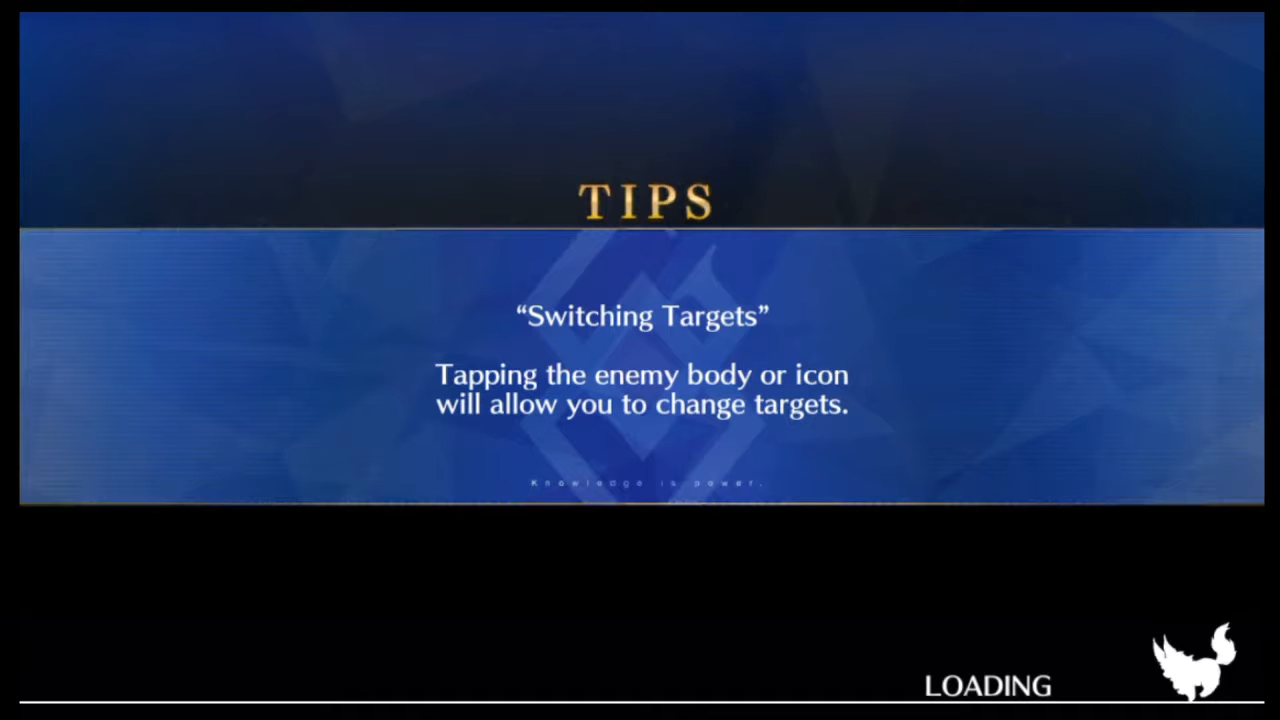 TIPS
“Switching Targets”
Tapping the enemy body or icon
will allow you to change targets.
Knowledge is power.
LOADING